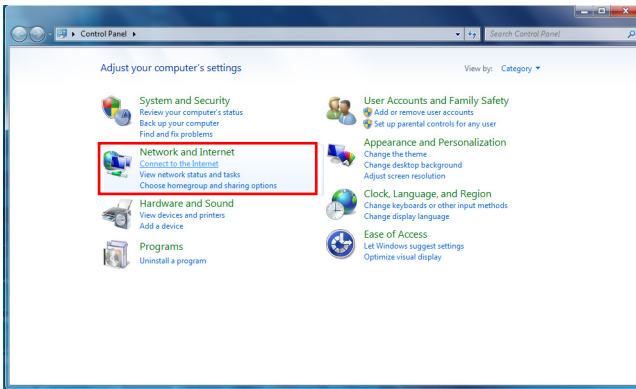 Control Panel
Search Control Panel
Adjust your computer's settings
View by: Category
System and Security
Review your computer's status
Back up your computer
Find and fix problems
Network and Internet
Connect to the Internet
View network status and tasks
Choose homegroup and sharing options
Hardware and Sound
View devices and printers
Add a device
Programs
Uninstall a program
User Accounts and Family Safety
Add or remove user accounts
Set up parental controls for any user
Appearance and Personalization
Change the theme
Change desktop background
Adjust screen resolution
Clock, Language, and Region
Change keyboards or other input methods
Change display language
Ease of Access
Let Windows suggest settings
Optimize visual display